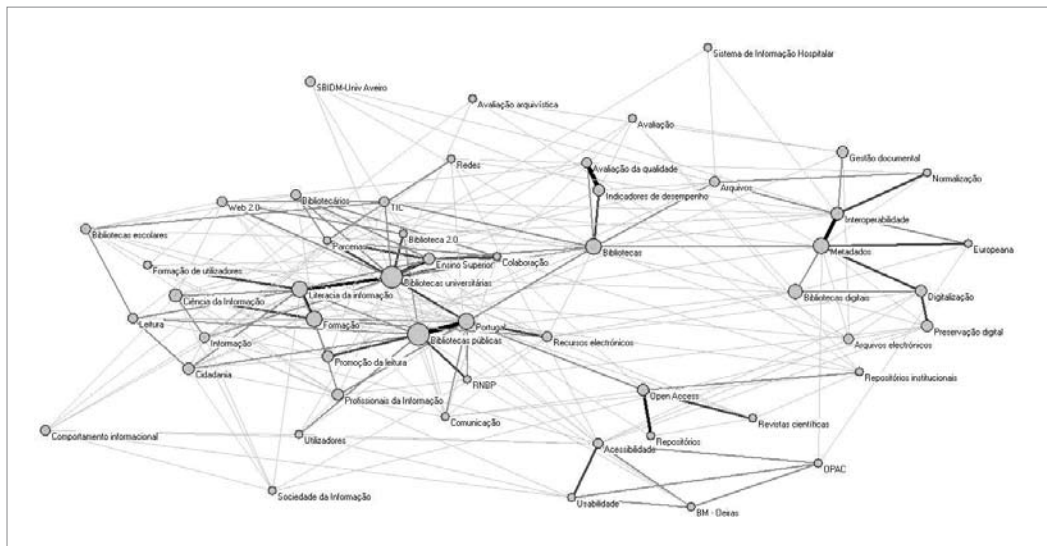 Sistema de Informação Hospitalar
SBIDM-Univ Aveiro
Avaliação arquivística
Avaliação
Gestão documental
Redes
Avaliação da qualidade
Arquivos
Normalização
Indicadores de desempenho
Bibliotecários
Web 2.0
TIC
Interoperabilidade
Bibliotecas escolares
Parcerias
Biblioteca 2.0
Bibliotecas
Metadados
Europeana
Ensino Superior
Colaboração
Formação de utilizadores
Bibliotecas universitárias
Literacia da informação
Ciência da Informação
Bibliotecas digitais
Digitalização
Leitura
Formação
Portugal
Preservação digital
Informação
Bibliotecas públicas
Recursos electrónicos
Arquivos electrónicos
Promoção da leitura
Cidadania
RNBP
Repositórios institucionais
Profissionais da Informação
Open Access
Comunicação
Revistas científicas
Comportamento informacional
Utilizadores
Repositórios
Acessibilidade
OPAC
Sociedade da Informação
Usabilidade
BM - Oeiras